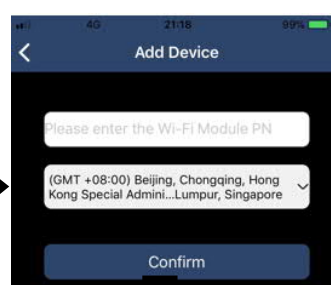 4G 21:18 99%
Add Device
Please enter the Wi-Fi Module PN
(GMT +08:00) Beijing, Chongqing, Hong
Kong Special Admini...Lumpur, Singapore
Confirm